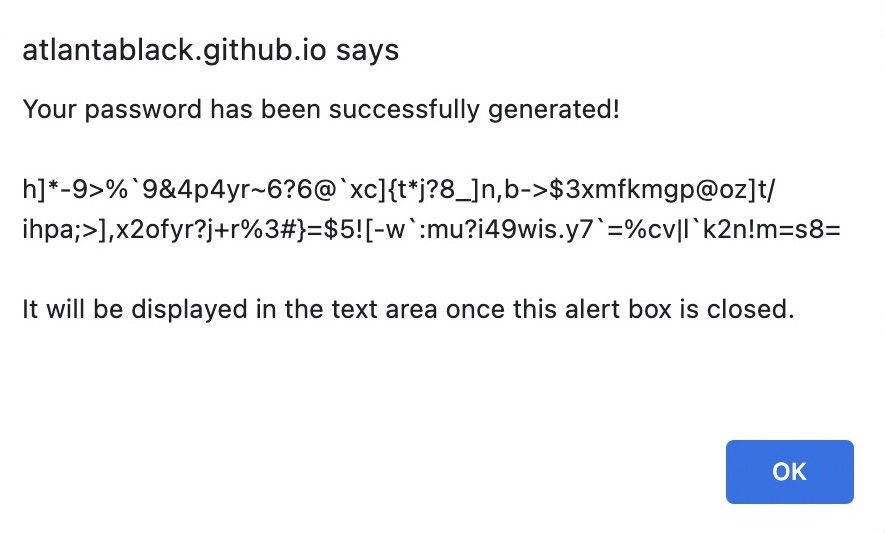 atlantablack.github.io says
Your password has been successfully generated!
h]*-9>%`9&4p4yr~6?6@`xc]{t*j?8_]n,b->$3xmfkmgp@oz]t/
ihpa;>],x2ofyr?j+r%3#}=$5![-w`:mu?i49wis.y7`=%cv|l`k2n!m=s8=
It will be displayed in the text area once this alert box is closed.
OK